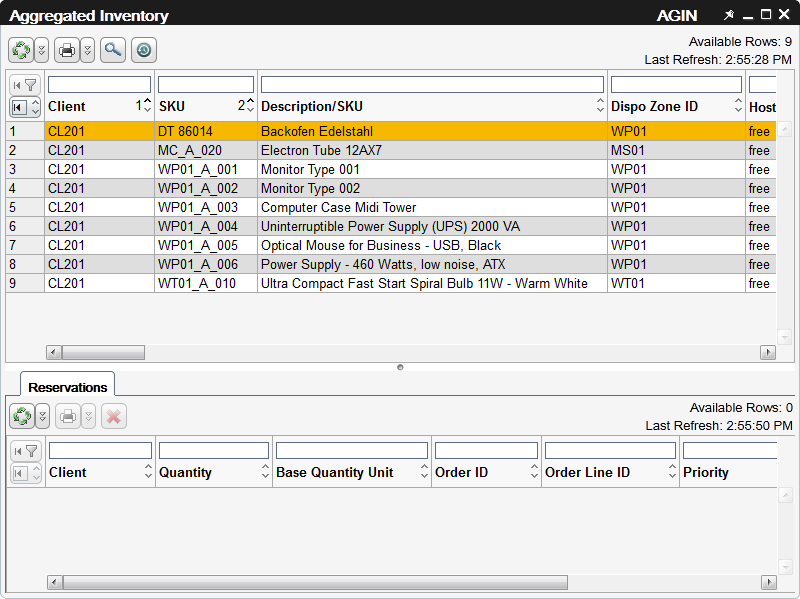 Aggregated Inventory AGIN
Available Rows: 9
Last Refresh: 2:55:28 PM
Client 1 SKU 2 Description/SKU Dispo Zone ID Host
1 CL201 DT 86014 Backofen Edelstahl WP01 free
2 CL201 MC_A_020 Electron Tube 12AX7 MS01 free
3 CL201 WP01_A_001 Monitor Type 001 WP01 free
4 CL201 WP01_A_002 Monitor Type 002 WP01 free
5 CL201 WP01_A_003 Computer Case Midi Tower WP01 free
6 CL201 WP01_A_004 Uninterruptible Power Supply (UPS) 2000 VA WP01 free
7 CL201 WP01_A_005 Optical Mouse for Business - USB, Black WP01 free
8 CL201 WP01_A_006 Power Supply - 460 Watts, low noise, ATX WP01 free
9 CL201 WT01_A_010 Ultra Compact Fast Start Spiral Bulb 11W - Warm White WT01 free
Reservations
Available Rows: 0
Last Refresh: 2:55:50 PM
Client Quantity Base Quantity Unit Order ID Order Line ID Priority